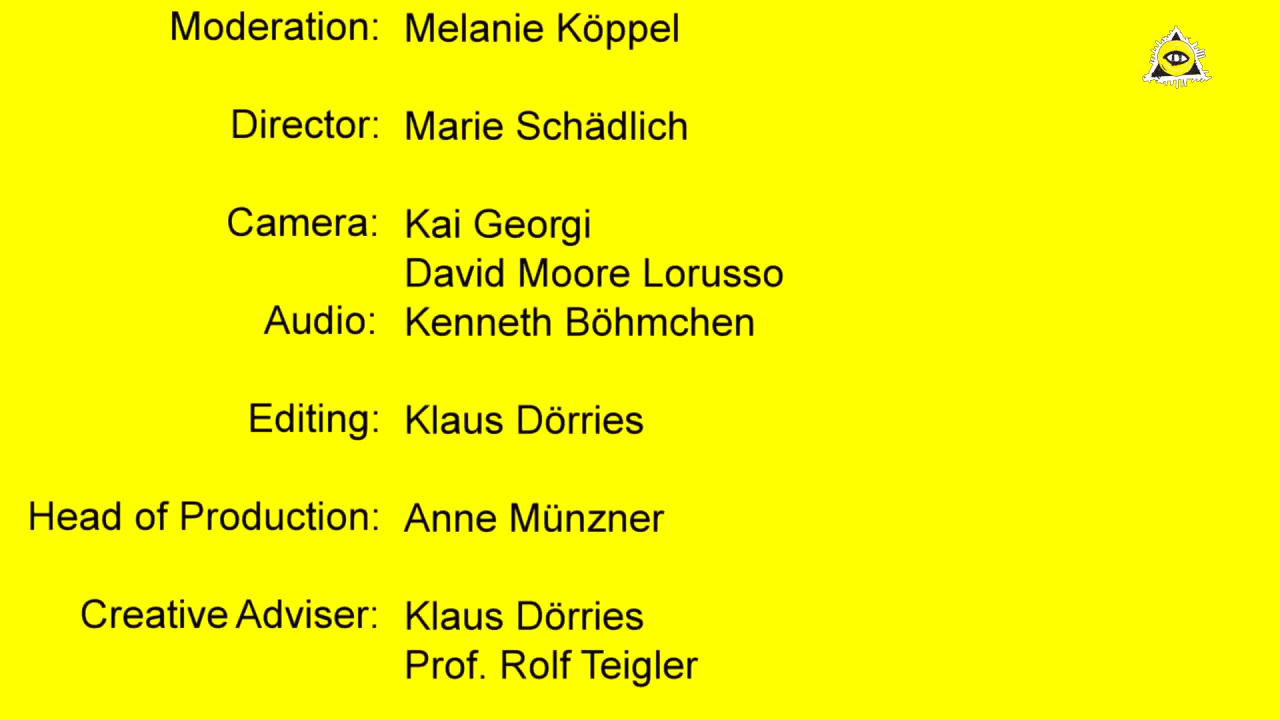 Moderation: Melanie Köppel
Director: Marie Schädlich
Camera: Kai Georgi
David Moore Lorusso
Audio: Kenneth Böhmchen
Editing: Klaus Dörries
Head of Production: Anne Münzner
Creative Adviser: Klaus Dörries
Prof. Rolf Teigler